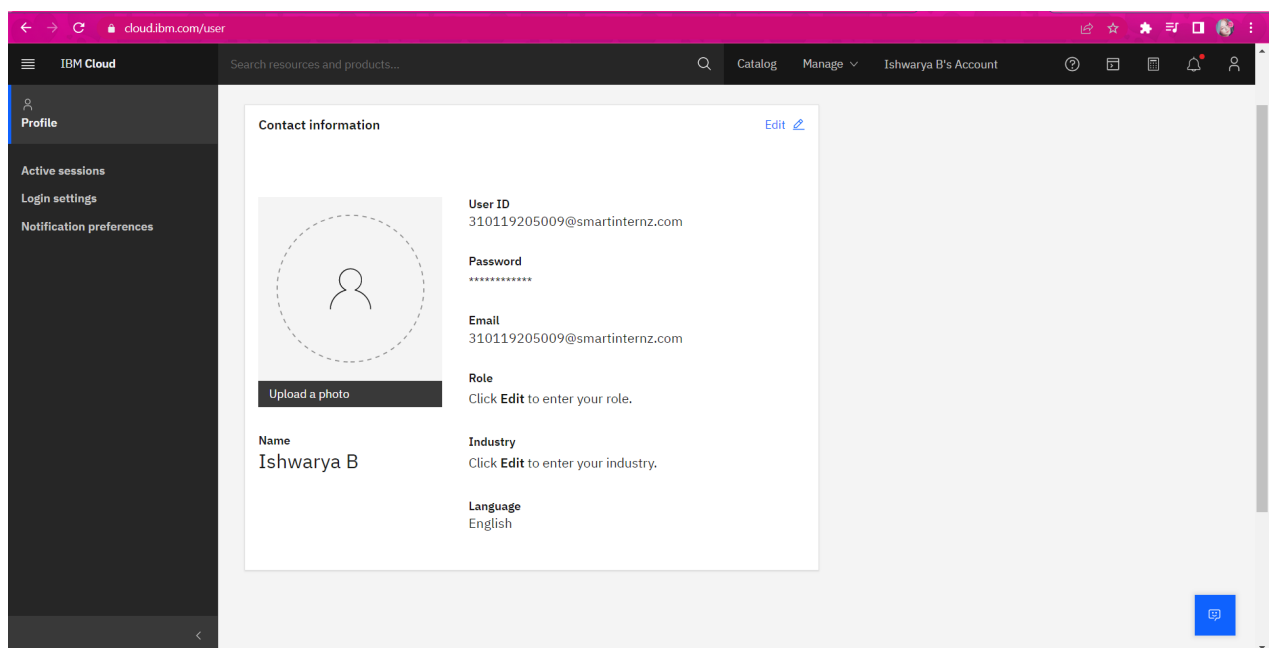 cloud.ibm.com/user
IBM Cloud
Search resources and products...
Catalog
Manage
Ishwarya B's Account
Profile
Active sessions
Login settings
Notification preferences
Contact information
Edit
Upload a photo
Name
Ishwarya B
User ID
310119205009@smartinternz.com
Password
************
Email
310119205009@smartinternz.com
Role
Click Edit to enter your role.
Industry
Click Edit to enter your industry.
Language
English